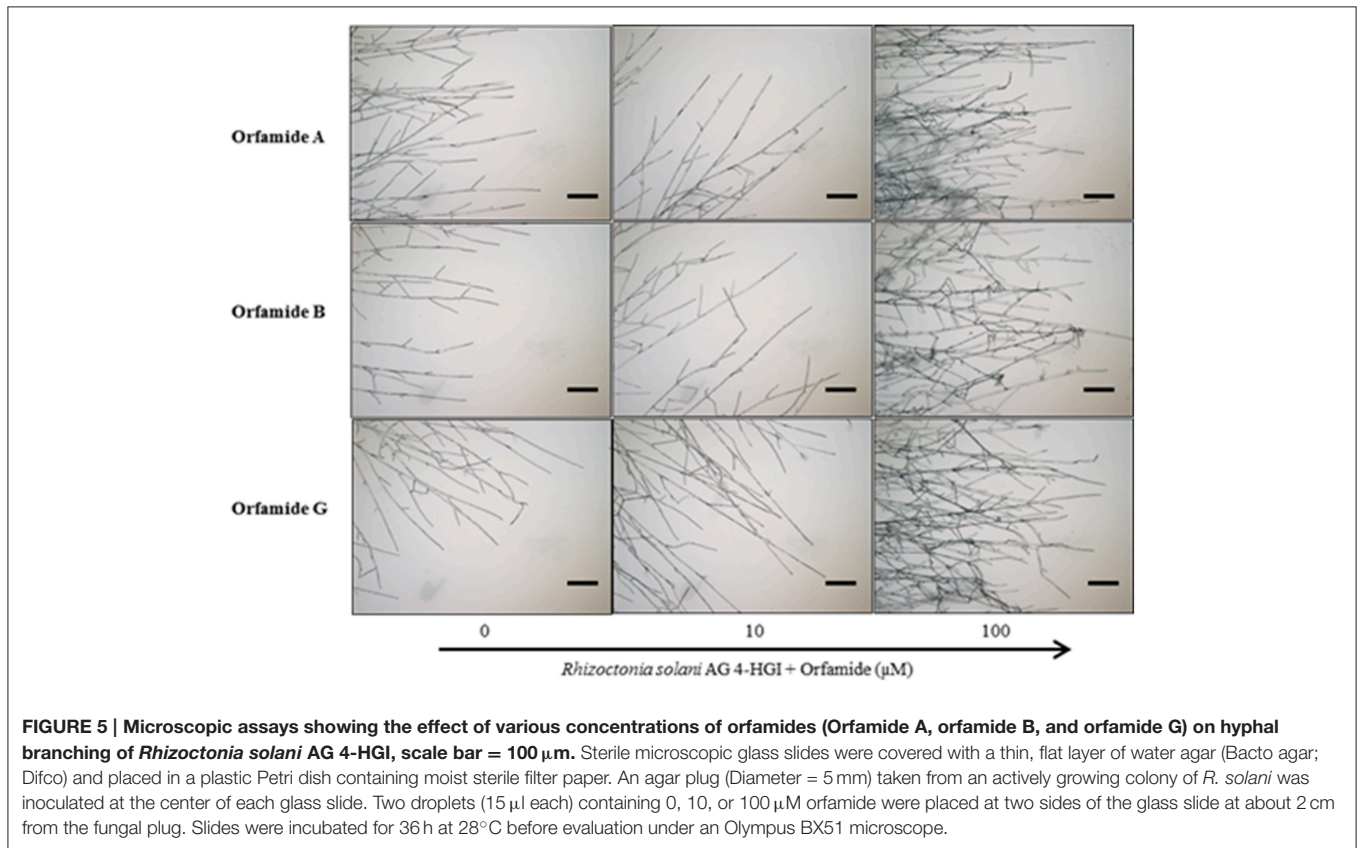 Orfamide A
Orfamide B
Orfamide G
0 10 100
Rhizoctonia solani AG 4-HGI + Orfamide (µM)
FIGURE 5 | Microscopic assays showing the effect of various concentrations of orfamides (Orfamide A, orfamide B, and orfamide G) on hyphal
branching of Rhizoctonia solani AG 4-HGI, scale bar = 100 µm. Sterile microscopic glass slides were covered with a thin, flat layer of water agar (Bacto agar;
Difco) and placed in a plastic Petri dish containing moist sterile filter paper. An agar plug (Diameter = 5 mm) taken from an actively growing colony of R. solani was
inoculated at the center of each glass slide. Two droplets (15 µl each) containing 0, 10, or 100 µM orfamide were placed at two sides of the glass slide at about 2 cm
from the fungal plug. Slides were incubated for 36 h at 28°C before evaluation under an Olympus BX51 microscope.